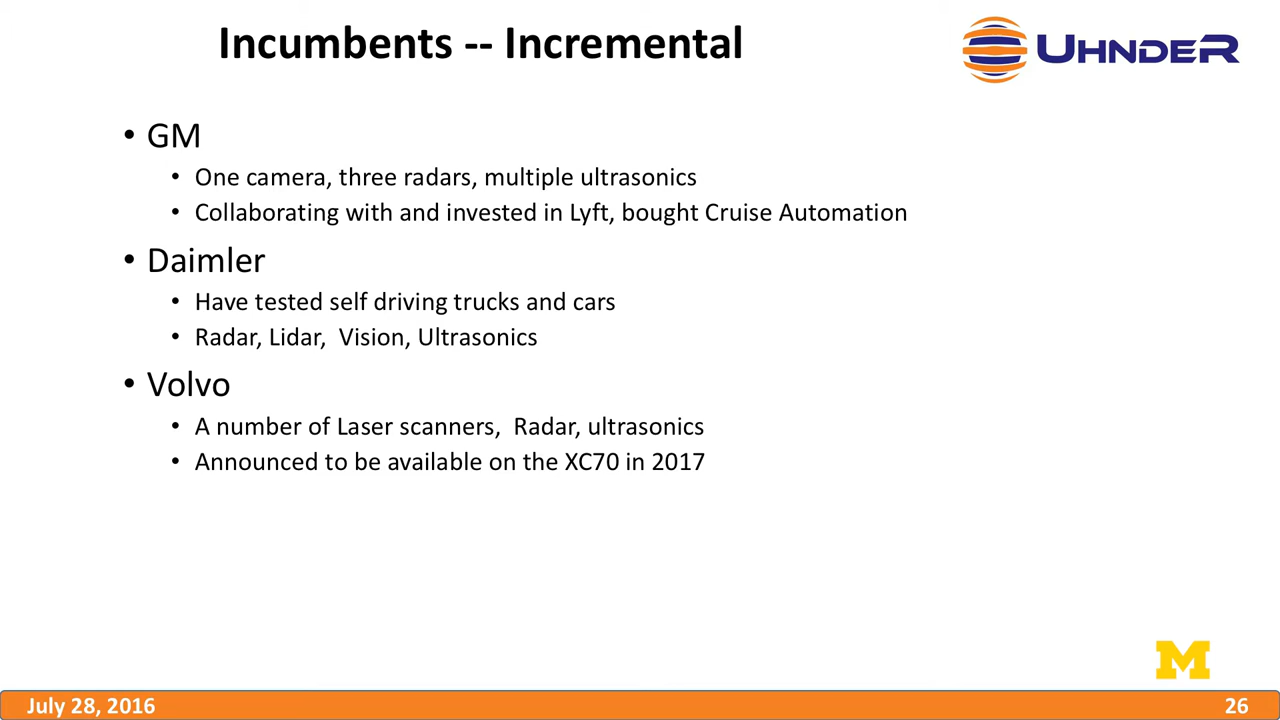 Incumbents -- Incremental
UHNDER
• GM
• One camera, three radars, multiple ultrasonics
• Collaborating with and invested in Lyft, bought Cruise Automation
• Daimler
• Have tested self driving trucks and cars
• Radar, Lidar,  Vision, Ultrasonics
• Volvo
• A number of Laser scanners,  Radar, ultrasonics
• Announced to be available on the XC70 in 2017
M
July 28, 2016
26